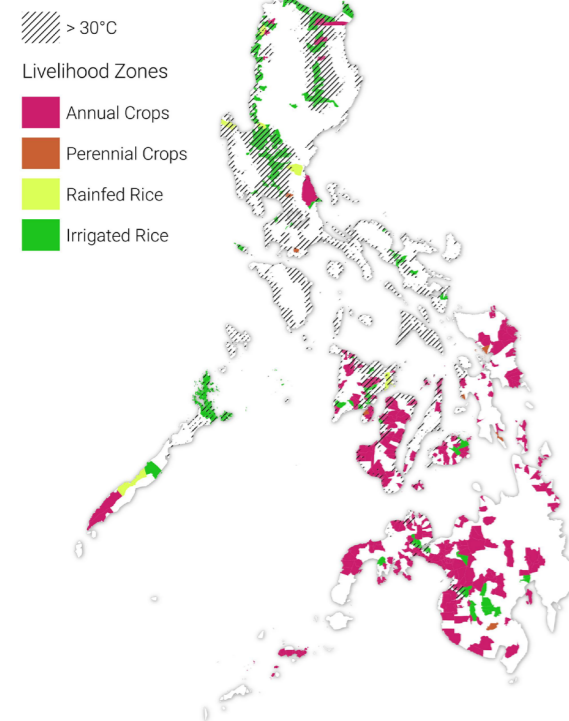 > 30°C
Livelihood Zones
Annual Crops
Perennial Crops
Rainfed Rice
Irrigated Rice